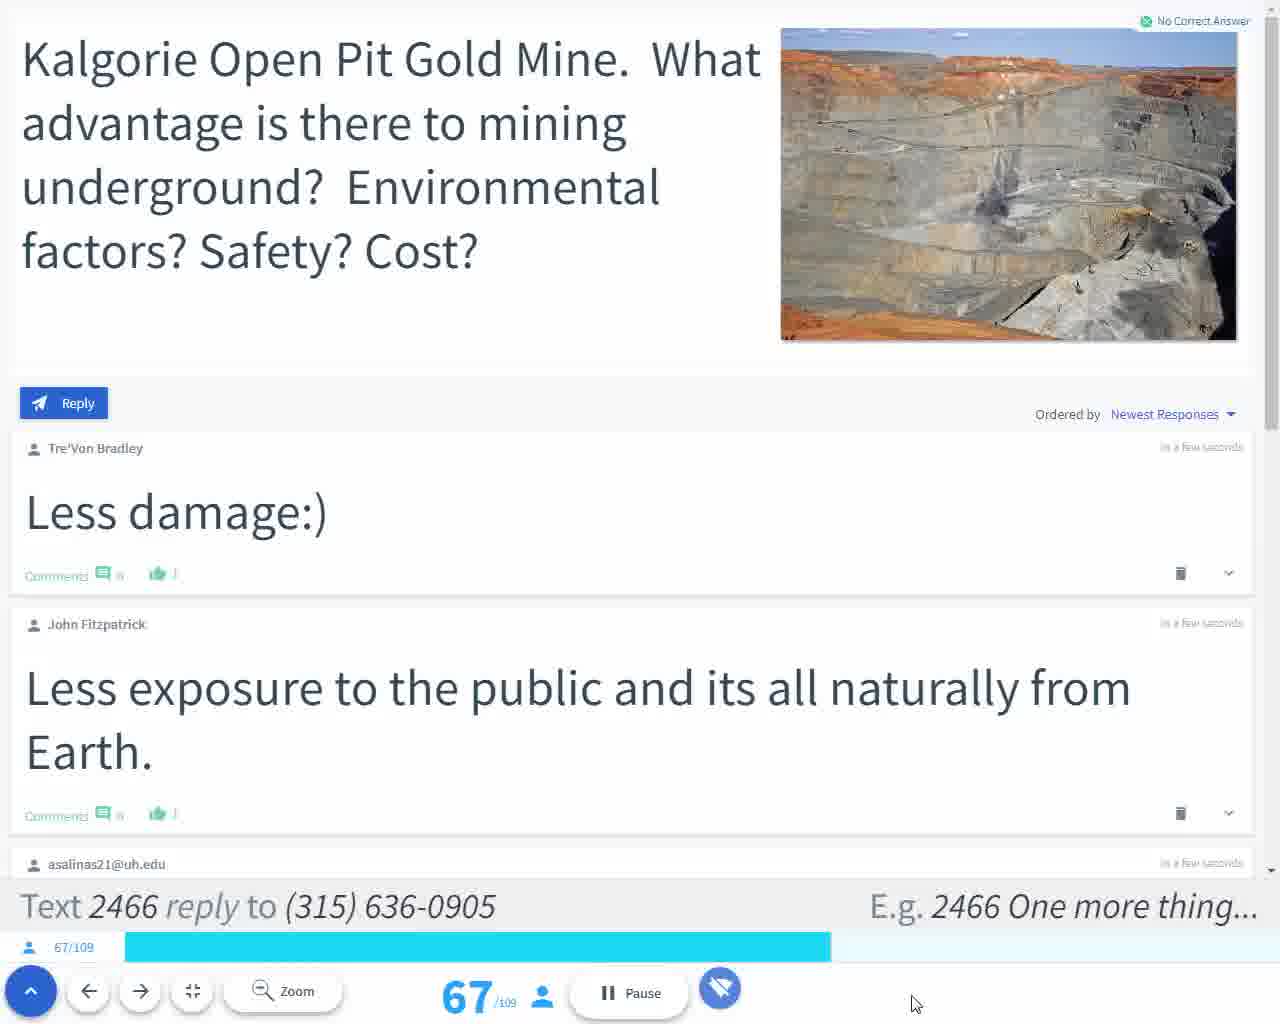 No Correct Answer
Kalgorie Open Pit Gold Mine. What
advantage is there to mining
underground? Environmental
factors? Safety? Cost?
Reply
Ordered by Newest Responses
Tre'Von Bradley
in a few seconds
Less damage:)
Comments 0 1
John Fitzpatrick
in a few seconds
Less exposure to the public and its all naturally from
Earth.
Comments 0 1
asalinas21@uh.edu
in a few seconds
Text 2466 reply to (315) 636-0905
E.g. 2466 One more thing...
67/109
Zoom
67/109
Pause